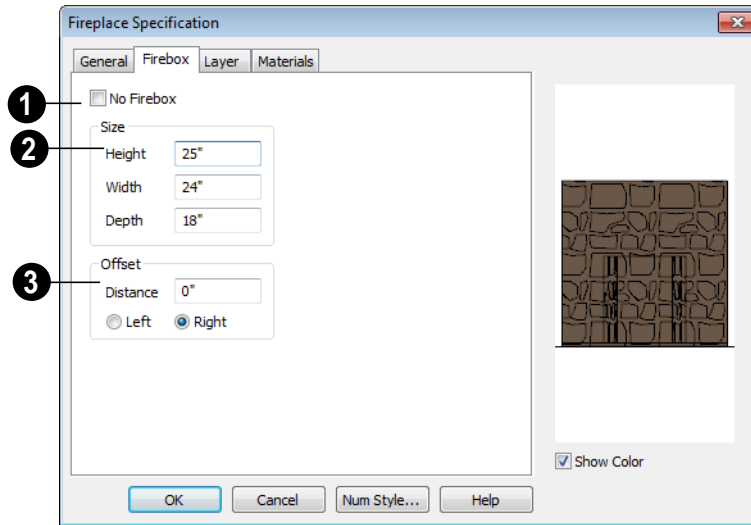 Fireplace Specification
General Firebox Layer Materials
1 No Firebox
Size
2 Height 25"
Width 24"
Depth 18"
Offset
3 Distance 0"
Left Right
Show Color
OK Cancel Num Style... Help